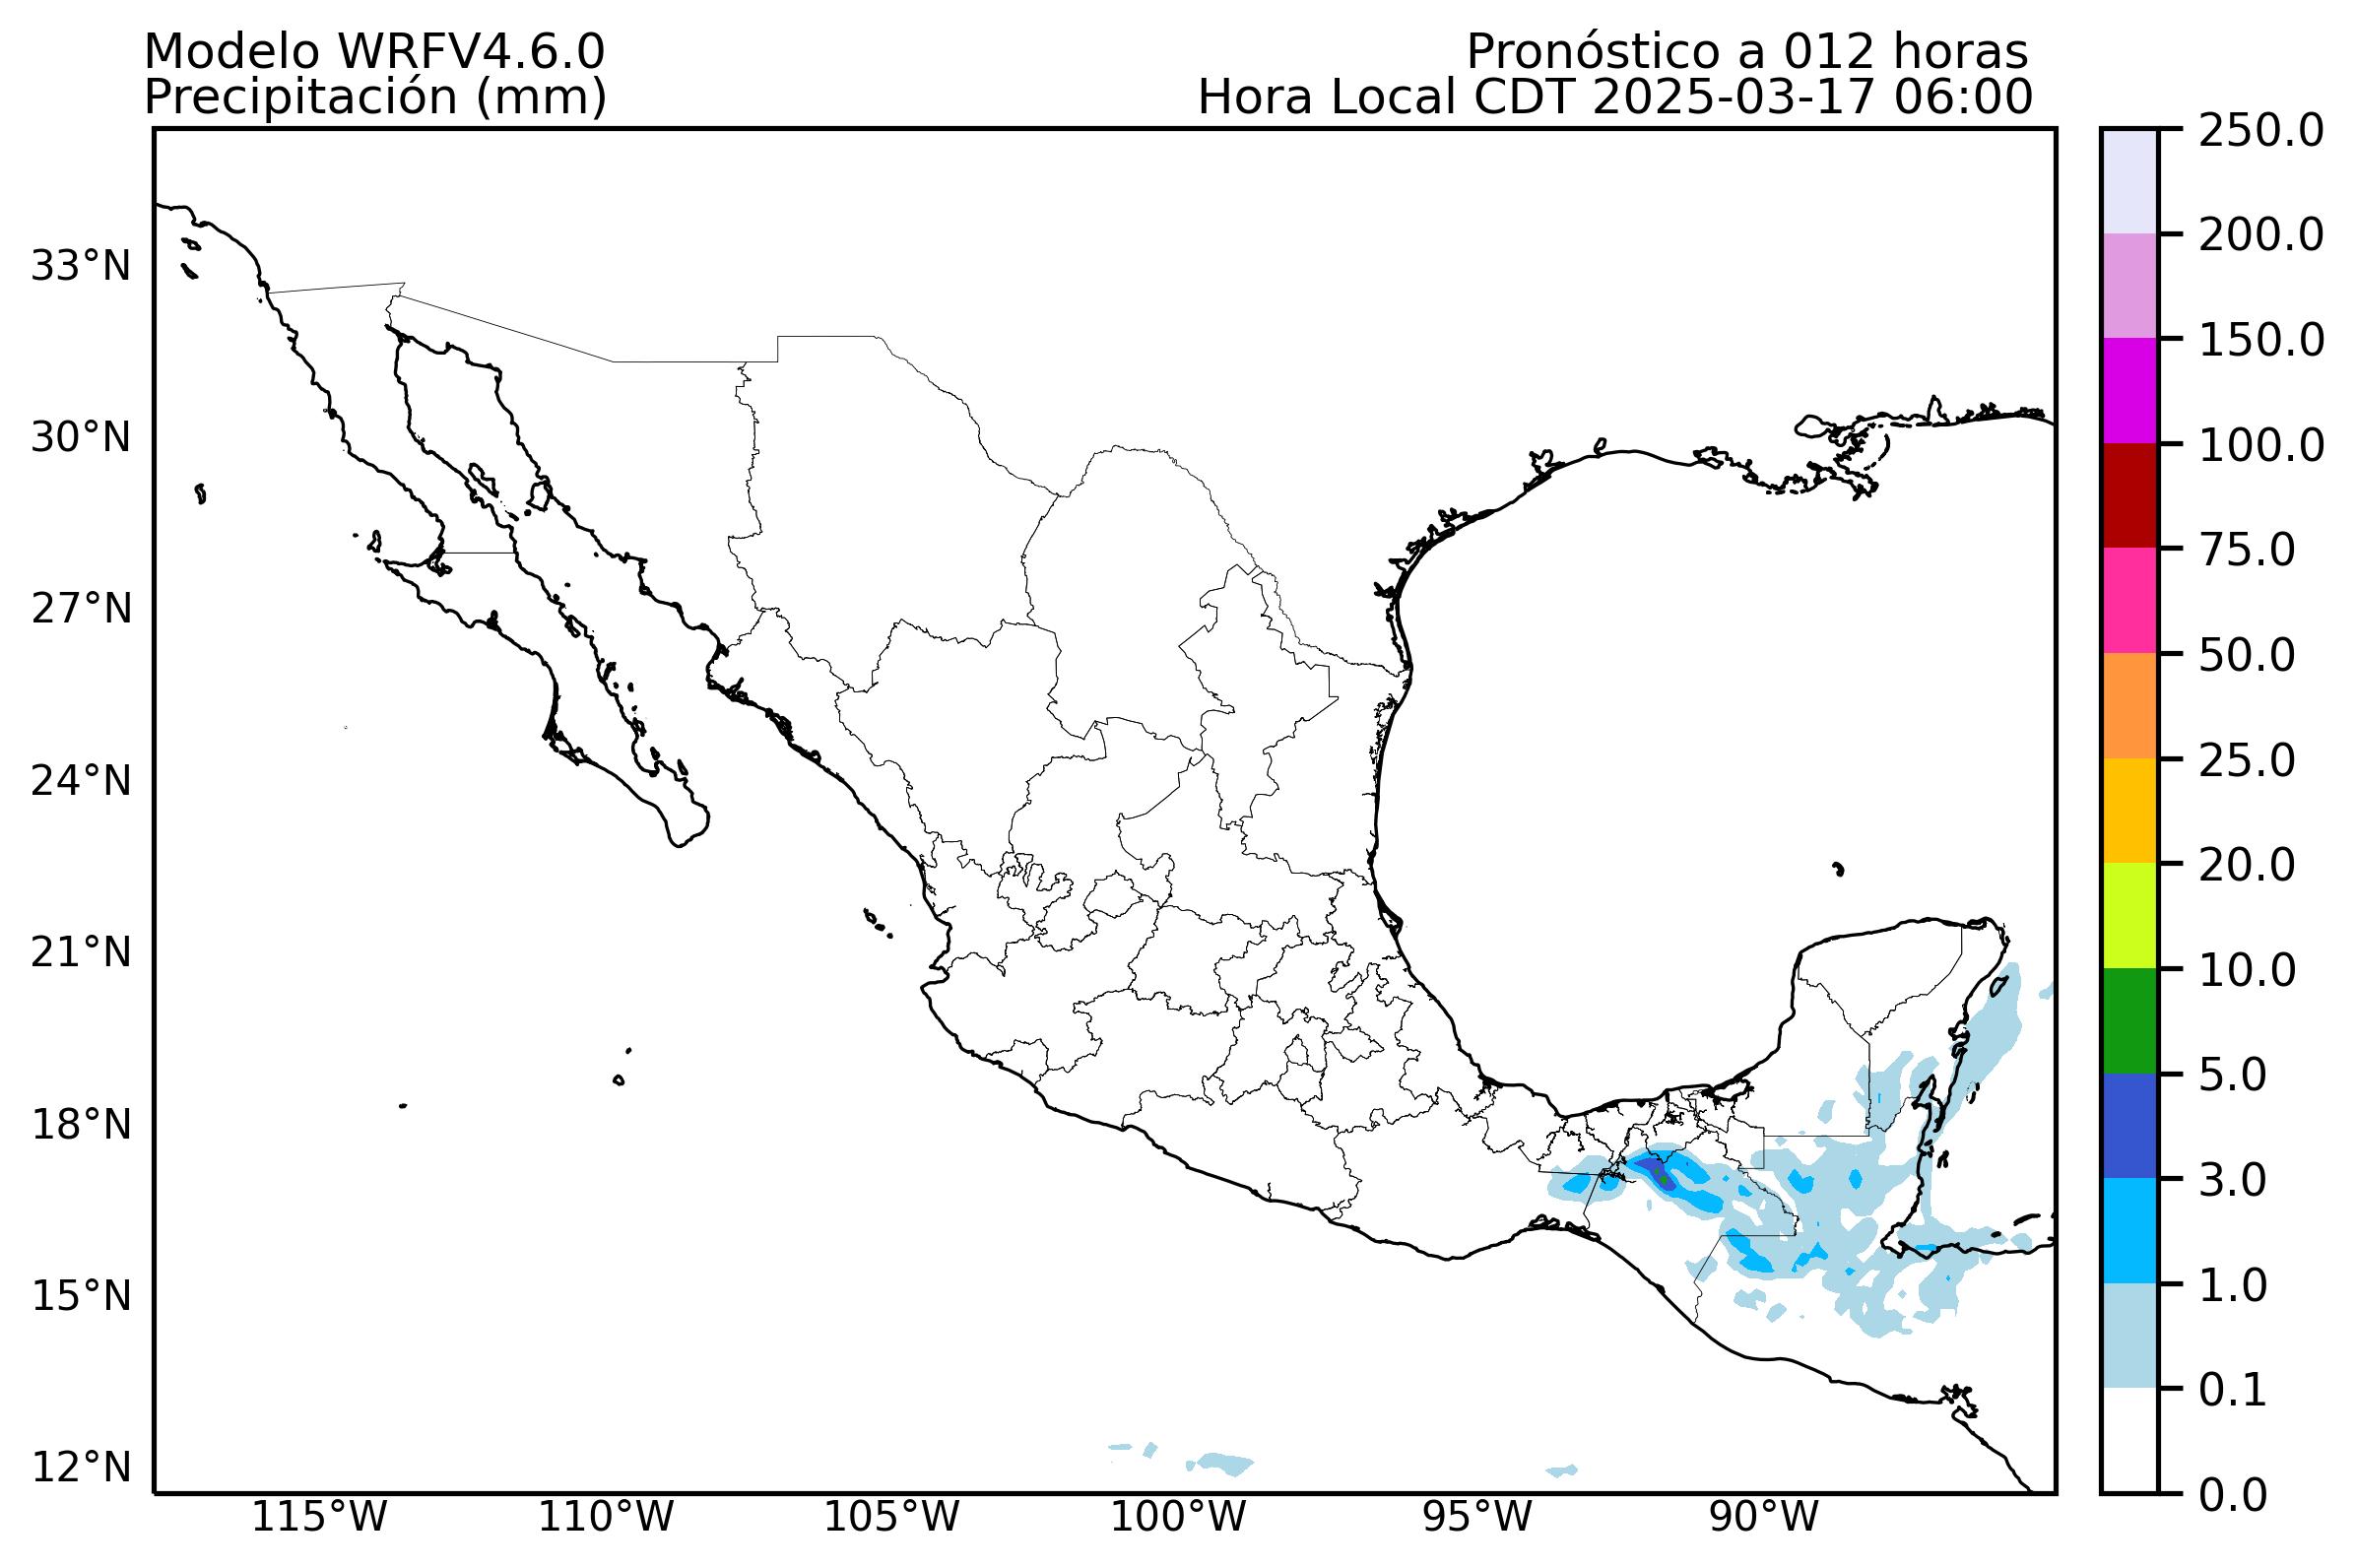 Modelo WRFV4.6.0
Pronóstico a 012 horas
Precipitación (mm)
Hora Local CDT 2025-03-17 06:00
250.0
200.0
150.0
100.0
75.0
50.0
25.0
20.0
10.0
5.0
3.0
1.0
0.1
0.0
33°N
30°N
27°N
24°N
21°N
18°N
15°N
12°N
115°W
110°W
105°W
100°W
95°W
90°W